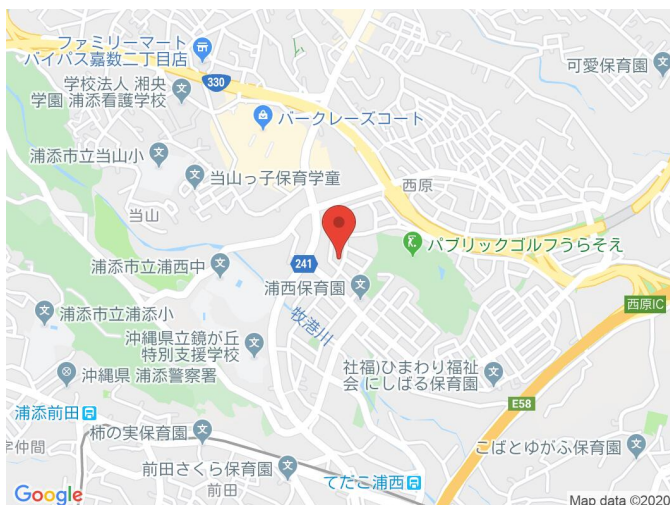 ファミリーマート
バイパス嘉数二丁目店
可愛保育園
330
学校法人 湘央
学園 浦添看護学校
バークレーズコート
浦添市立当山小
西原
当山っ子保育学童
当山
パブリックゴルフうらそえ
浦添市立浦西中
241
浦西保育園
西原IC
浦添市立浦添小
牧港川
沖縄県立鏡が丘
特別支援学校
沖縄県 浦添警察署
社福)ひまわり福祉
会 にしばる保育園
E58
浦添前田
字仲間
柿の実保育園
こばとゆがふ保育園
前田さくら保育園
てだこ浦西
前田
Google
Map data ©2020